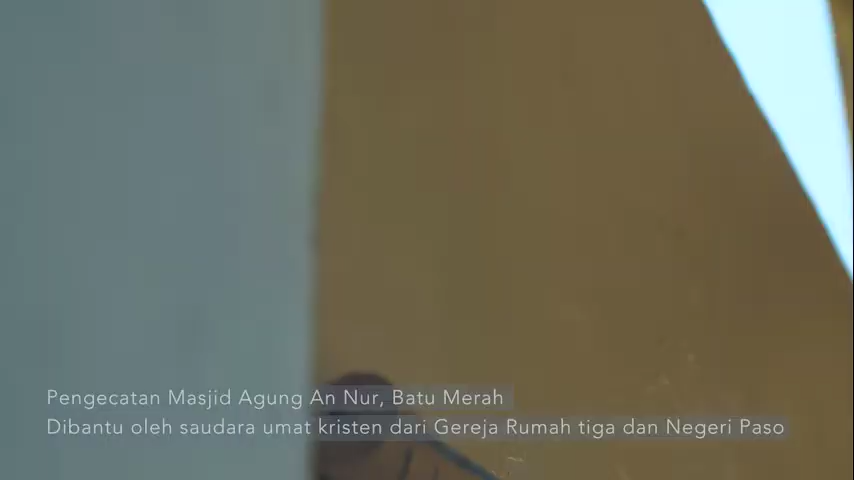 Pengecatan Masjid Agung An Nur, Batu Merah
Dibantu oleh saudara umat kristen dari Gereja Rumah tiga dan Negeri Paso